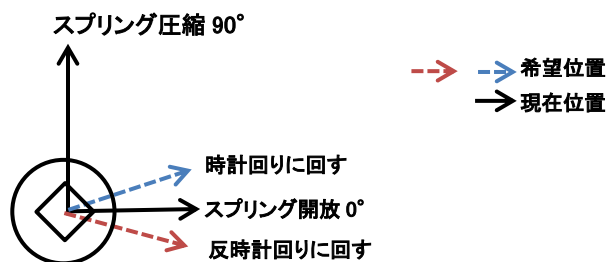 スプリング圧縮 90°
希望位置
現在位置
時計回りに回す
スプリング開放 0°
反時計回りに回す